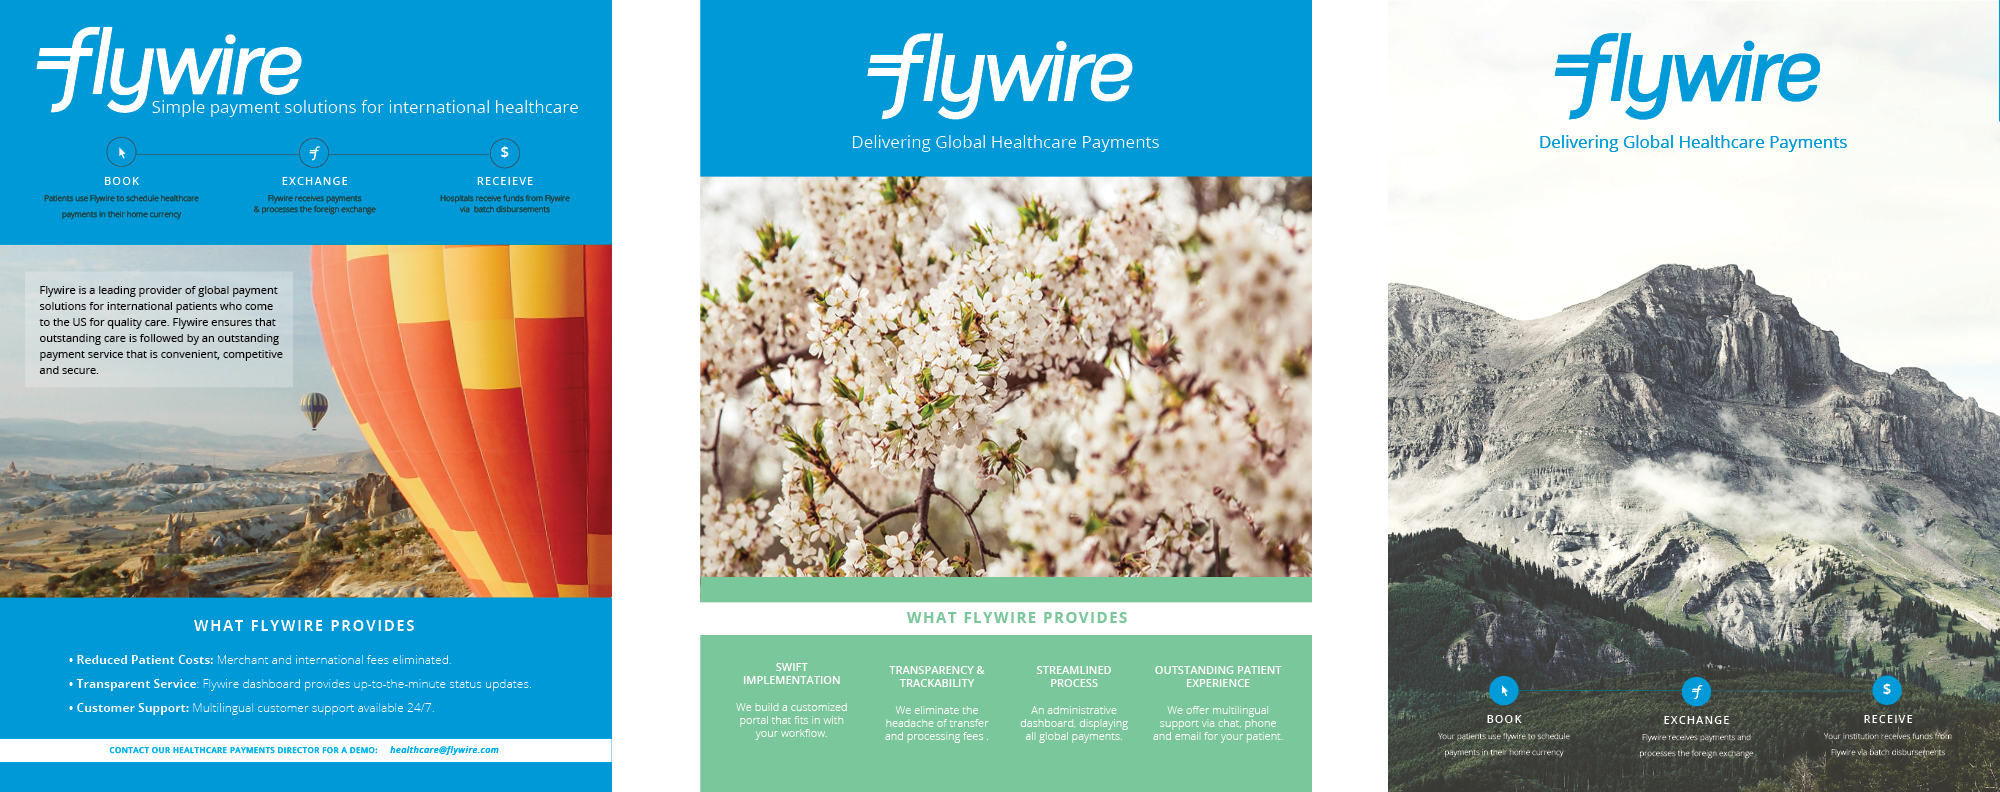 flywire
Simple payment solutions for international healthcare
$
BOOK
EXCHANGE
RECEIEVE
Patients use Flywire to schedule healthcare
payments in their home currency
Flywire receives payments
& processes the foreign exchange
Hospitals receive funds from Flywire
via batch disbursements
Flywire is a leading provider of global payment
solutions for international patients who come
to the US for quality care. Flywire ensures that
outstanding care is followed by an outstanding
payment service that is convenient, competitive
and secure.
WHAT FLYWIRE PROVIDES
• Reduced Patient Costs: Merchant and international fees eliminated.
• Transparent Service: Flywire dashboard provides up-to-the-minute status updates.
• Customer Support: Multilingual customer support available 24/7.
CONTACT OUR HEALTHCARE PAYMENTS DIRECTOR FOR A DEMO: healthcare@flywire.com
flywire
Delivering Global Healthcare Payments
WHAT FLYWIRE PROVIDES
SWIFT
IMPLEMENTATION
We build a customized
portal that fits in with
your workflow.
TRANSPARENCY &
TRACKABILITY
We eliminate the
headache of transfer
and processing fees .
STREAMLINED
PROCESS
An administrative
dashboard, displaying
all global payments.
OUTSTANDING PATIENT
EXPERIENCE
We offer multilingual
support via chat, phone
and email for your patient.
flywire
Delivering Global Healthcare Payments
$
BOOK
Your patients use flywire to schedule
payments in their home currency
EXCHANGE
Flywire receives payments and
processes the foreign exchange
RECEIVE
Your institution receives funds from
Flywire via batch disbursements